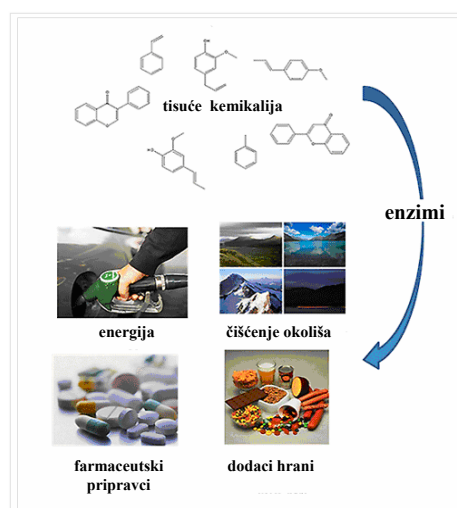 tisuće kemikalija
enzimi
energija
čišćenje okoliša
farmaceutski
pripravci
dodaci hrani